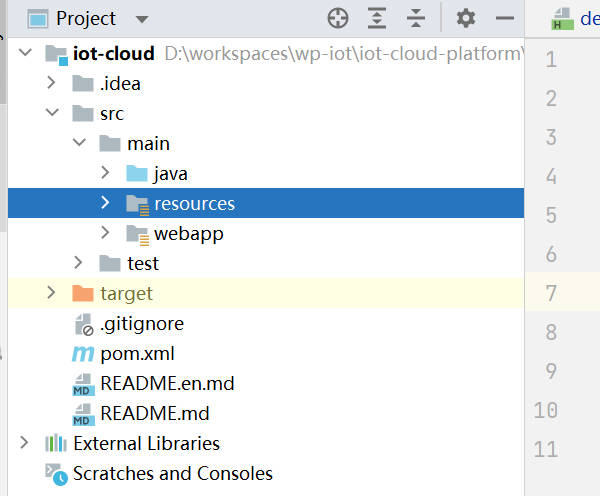 Project
de
iot-cloud D:\workspaces\wp-iot\iot-cloud-platform\
.idea
src
main
java
resources
webapp
test
target
.gitignore
pom.xml
README.en.md
README.md
External Libraries
Scratches and Consoles
1
2
3
4
5
6
7
8
9
10
11
H
m
MD
MD